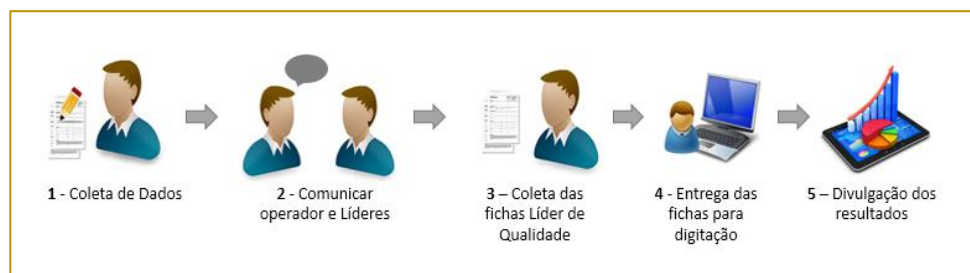 1 - Coleta de Dados
2 - Comunicar
operador e Líderes
3 – Coleta das
fichas Líder de
Qualidade
4 - Entrega das
fichas para
digitação
5 – Divulgação dos
resultados